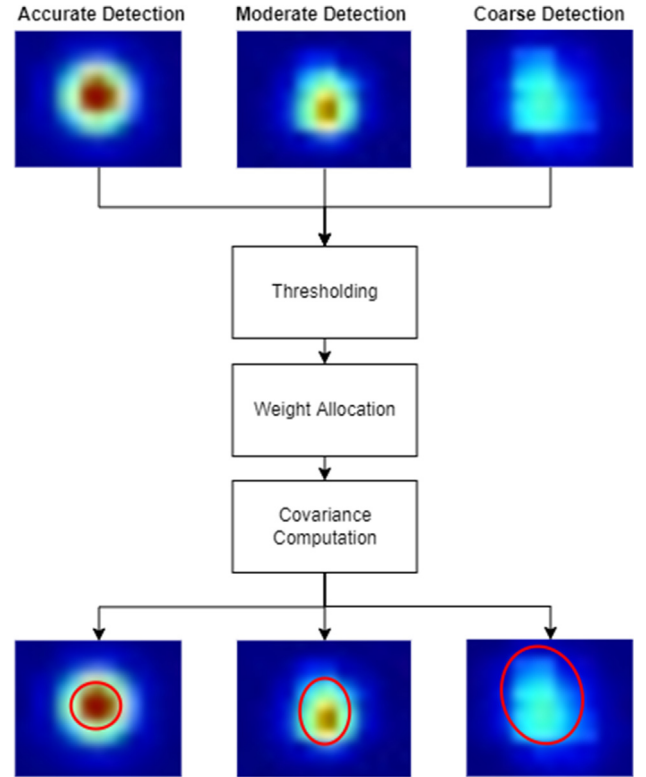 Accurate Detection
Moderate Detection
Coarse Detection
Thresholding
Weight Allocation
Covariance
Computation